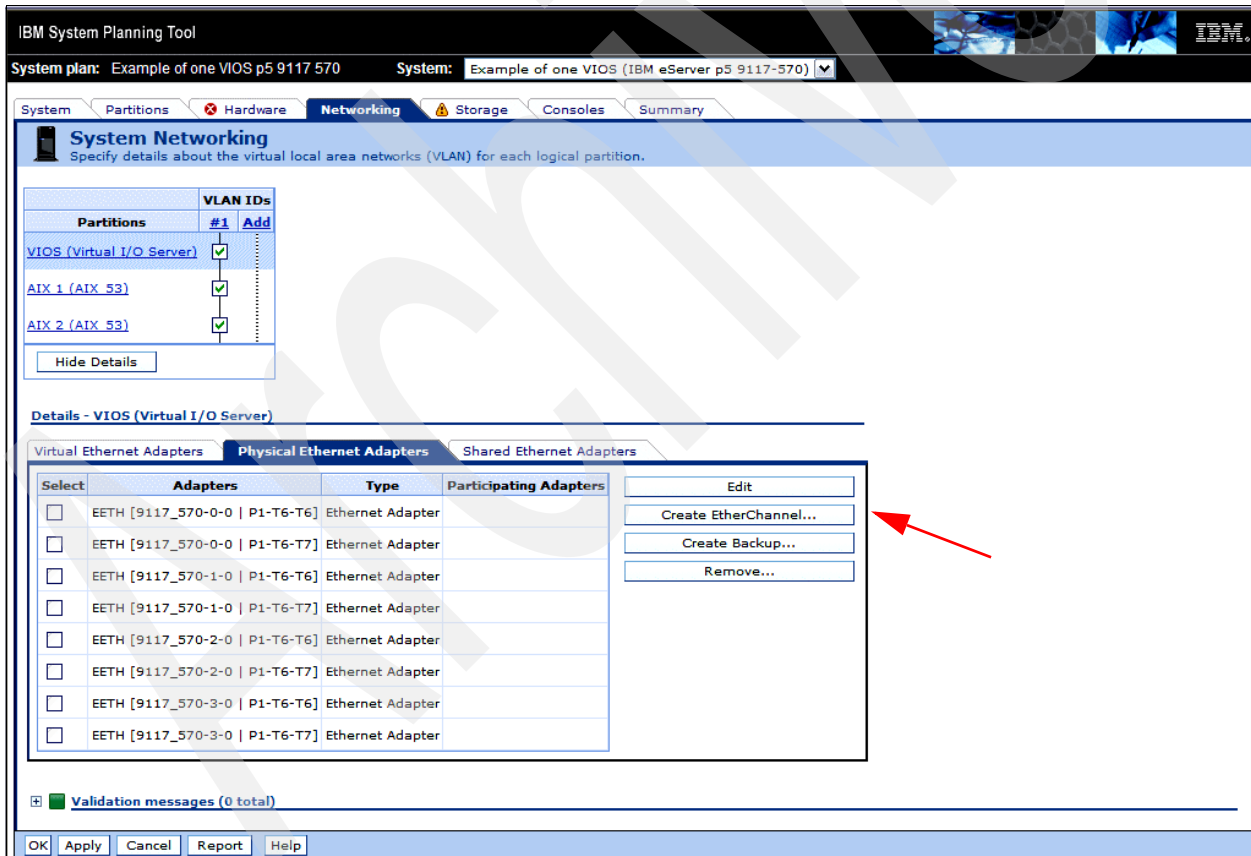 IBM System Planning Tool
IBM.
System plan: Example of one VIOS p5 9117 570 System: Example of one VIOS (IBM eServer p5 9117-570)
System Partitions Hardware Networking Storage Consoles Summary
System Networking
Specify details about the virtual local area networks (VLAN) for each logical partition.
VLAN IDs
Partitions #1 Add
VIOS (Virtual I/O Server)
AIX 1 (AIX 53)
AIX 2 (AIX 53)
Hide Details
Details - VIOS (Virtual I/O Server)
Virtual Ethernet Adapters Physical Ethernet Adapters Shared Ethernet Adapters
Select Adapters Type Participating Adapters
EETH [9117_570-0-0 | P1-T6-T6] Ethernet Adapter
EETH [9117_570-0-0 | P1-T6-T7] Ethernet Adapter
EETH [9117_570-1-0 | P1-T6-T6] Ethernet Adapter
EETH [9117_570-1-0 | P1-T6-T7] Ethernet Adapter
EETH [9117_570-2-0 | P1-T6-T6] Ethernet Adapter
EETH [9117_570-2-0 | P1-T6-T7] Ethernet Adapter
EETH [9117_570-3-0 | P1-T6-T6] Ethernet Adapter
EETH [9117_570-3-0 | P1-T6-T7] Ethernet Adapter
Edit
Create EtherChannel...
Create Backup...
Remove...
Validation messages (0 total)
OK Apply Cancel Report Help